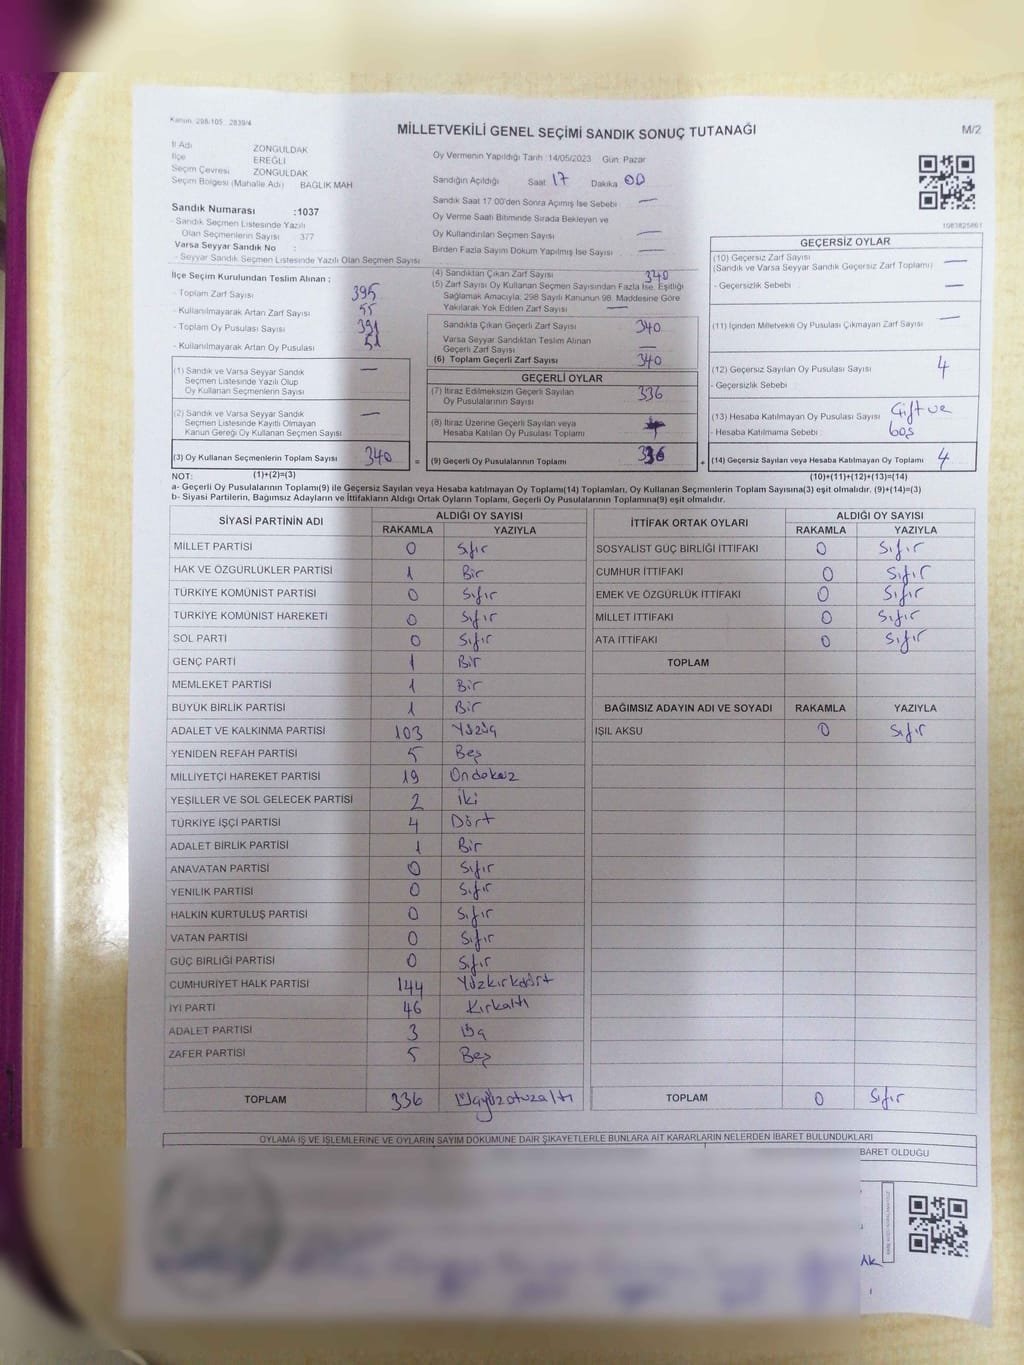 Kanun: 298/105, 2839/4
MİLLETVEKİLİ GENEL SEÇİMİ SANDIK SONUÇ TUTANAĞI
M/2
İl Adı ZONGULDAK
İlçe EREĞLİ
Seçim Çevresi ZONGULDAK
Seçim Bölgesi (Mahalle Adı) BAĞLIK MAH
Oy Vermenin Yapıldığı Tarih :14/05/2023 Gün: Pazar
Sandığın Açıldığı Saat 17 Dakika 00
Sandık Saat 17:00'den Sonra Açılmış İse Sebebi —
Oy Verme Saati Bitiminde Sırada Bekleyen ve
Oy Kullandırılan Seçmen Sayısı —
Birden Fazla Sayım Döküm Yapılmış İse Sayısı —
1083825861
Sandık Numarası :1037
- Sandık Seçmen Listesinde Yazılı
Olan Seçmenlerin Sayısı : 377
Varsa Seyyar Sandık No :
- Seyyar Sandık Seçmen Listesinde Yazılı Olan Seçmen Sayısı
İlçe Seçim Kurulundan Teslim Alınan ;
- Toplam Zarf Sayısı 395
- Kullanılmayarak Artan Zarf Sayısı 55
- Toplam Oy Pusulası Sayısı 391
- Kullanılmayarak Artan Oy Pusulası 51
(1) Sandık ve Varsa Seyyar Sandık —
Seçmen Listesinde Yazılı Olup
Oy Kullanan Seçmenlerin Sayısı
(2) Sandık ve Varsa Seyyar Sandık —
Seçmen Listesinde Kayıtlı Olmayan
Kanun Gereği Oy Kullanan Seçmen Sayısı
(3) Oy Kullanan Seçmenlerin Toplam Sayısı 340 =
(4) Sandıktan Çıkan Zarf Sayısı 340
(5) Zarf Sayısı Oy Kullanan Seçmen Sayısından Fazla İse, Eşitliği
Sağlamak Amacıyla, 298 Sayılı Kanunun 98. Maddesine Göre
Yakılarak Yok Edilen Zarf Sayısı —
Sandıkta Çıkan Geçerli Zarf Sayısı 340
Varsa Seyyar Sandıktan Teslim Alınan
Geçerli Zarf Sayısı —
(6) Toplam Geçerli Zarf Sayısı 340
GEÇERLİ OYLAR
(7) İtiraz Edilmeksizin Geçerli Sayılan 336
Oy Pusulalarının Sayısı
(8) İtiraz Üzerine Geçerli Sayılan veya
Hesaba Katılan Oy Pusulası Toplamı
(9) Geçerli Oy Pusulalarının Toplamı 336 +
GEÇERSİZ OYLAR
(10) Geçersiz Zarf Sayısı —
(Sandık ve Varsa Seyyar Sandık Geçersiz Zarf Toplamı)
- Geçersizlik Sebebi : —
(11) İçinden Milletvekili Oy Pusulası Çıkmayan Zarf Sayısı —
(12) Geçersiz Sayılan Oy Pusulası Sayısı 4
- Geçersizlik Sebebi :
(13) Hesaba Katılmayan Oy Pusulası Sayısı Çift ve
- Hesaba Katılmama Sebebi : boş
(14) Geçersiz Sayılan veya Hesaba Katılmayan Oy Toplamı 4
NOT: (1)+(2)=(3) (10)+(11)+(12)+(13)=(14)
a- Geçerli Oy Pusulalarının Toplamı(9) ile Geçersiz Sayılan veya Hesaba katılmayan Oy Toplamı(14) Toplamları, Oy Kullanan Seçmenlerin Toplam Sayısına(3) eşit olmalıdır. (9)+(14)=(3)
b- Siyasi Partilerin, Bağımsız Adayların ve İttifakların Aldığı Ortak Oyların Toplamı, Geçerli Oy Pusulalarının Toplamına(9) eşit olmalıdır.
SİYASİ PARTİNİN ADI ALDIĞI OY SAYISI
RAKAMLA YAZIYLA
MİLLET PARTİSİ 0 Sıfır
HAK VE ÖZGÜRLÜKLER PARTİSİ 1 Bir
TÜRKİYE KOMÜNİST PARTİSİ 0 Sıfır
TÜRKİYE KOMÜNİST HAREKETİ 0 Sıfır
SOL PARTİ 0 Sıfır
GENÇ PARTİ 1 Bir
MEMLEKET PARTİSİ 1 Bir
BÜYÜK BİRLİK PARTİSİ 1 Bir
ADALET VE KALKINMA PARTİSİ 103 Yüzüç
YENİDEN REFAH PARTİSİ 5 Beş
MİLLİYETÇİ HAREKET PARTİSİ 19 Ondokuz
YEŞİLLER VE SOL GELECEK PARTİSİ 2 İki
TÜRKİYE İŞÇİ PARTİSİ 4 Dört
ADALET BİRLİK PARTİSİ 1 Bir
ANAVATAN PARTİSİ 0 Sıfır
YENİLİK PARTİSİ 0 Sıfır
HALKIN KURTULUŞ PARTİSİ 0 Sıfır
VATAN PARTİSİ 0 Sıfır
GÜÇ BİRLİĞİ PARTİSİ 0 Sıfır
CUMHURİYET HALK PARTİSİ 144 Yüzkırkdört
İYİ PARTİ 46 Kırkaltı
ADALET PARTİSİ 3 Üç
ZAFER PARTİSİ 5 Beş
TOPLAM 336 Üçyüzotuzaltı
İTTİFAK ORTAK OYLARI ALDIĞI OY SAYISI
RAKAMLA YAZIYLA
SOSYALİST GÜÇ BİRLİĞİ İTTİFAKI 0 Sıfır
CUMHUR İTTİFAKI 0 Sıfır
EMEK VE ÖZGÜRLÜK İTTİFAKI 0 Sıfır
MİLLET İTTİFAKI 0 Sıfır
ATA İTTİFAKI 0 Sıfır
TOPLAM
BAĞIMSIZ ADAYIN ADI VE SOYADI RAKAMLA YAZIYLA
IŞIL AKSU 0 Sıfır
TOPLAM 0 Sıfır
OYLAMA İŞ VE İŞLEMLERİNE VE OYLARIN SAYIM DÖKÜMÜNE DAİR ŞİKAYETLERLE BUNLARA AİT KARARLARIN NELERDEN İBARET BULUNDUKLARI
BARET OLDUĞU